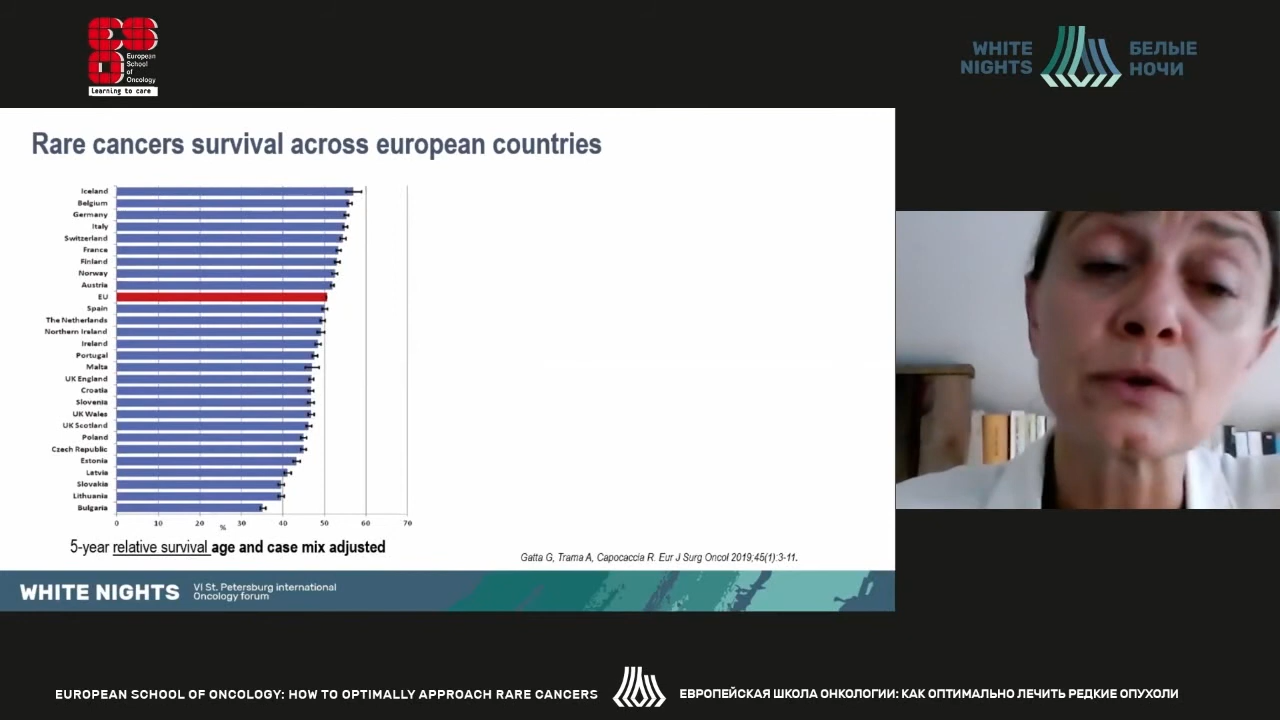 European
School
of
Oncology
Learning to care
WHITE
NIGHTS
БЕЛЫЕ
НОЧИ
Rare cancers survival across european countries
Iceland
Belgium
Germany
Italy
Switzerland
France
Finland
Norway
Austria
EU
Spain
The Netherlands
Northern Ireland
Ireland
Portugal
Malta
UK England
Croatia
Slovenia
UK Wales
UK Scotland
Poland
Czech Republic
Estonia
Latvia
Slovakia
Lithuania
Bulgaria
0 10 20 30 40 50 60 70
%
5-year relative survival age and case mix adjusted
Gatta G, Trama A, Capocaccia R. Eur J Surg Oncol 2019;45(1):3-11.
WHITE NIGHTS
VI St. Petersburg international
Oncology forum
EUROPEAN SCHOOL OF ONCOLOGY: HOW TO OPTIMALLY APPROACH RARE CANCERS
ЕВРОПЕЙСКАЯ ШКОЛА ОНКОЛОГИИ: КАК ОПТИМАЛЬНО ЛЕЧИТЬ РЕДКИЕ ОПУХОЛИ